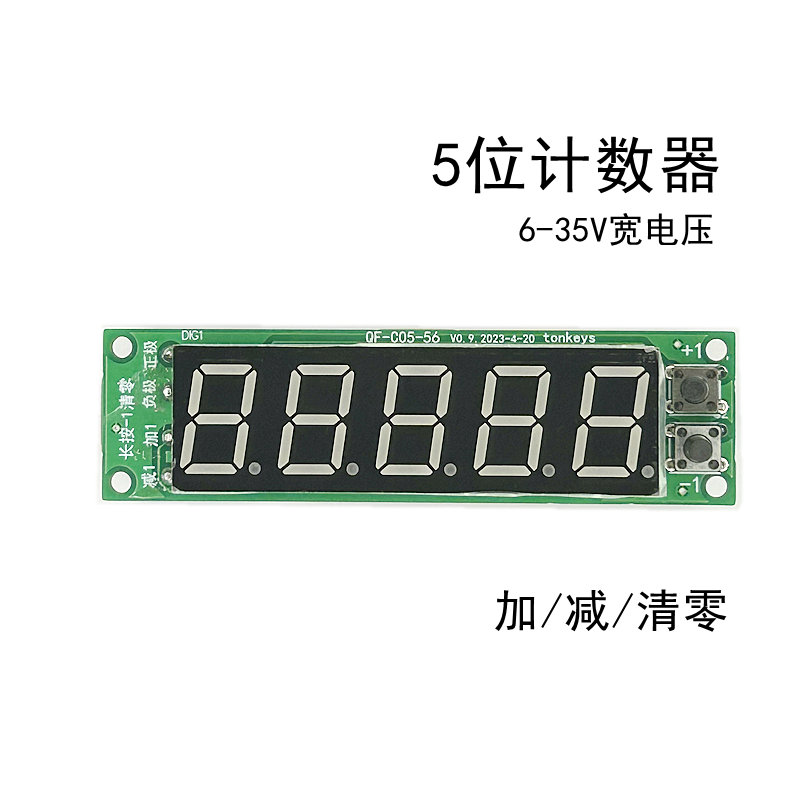 5位计数器
6-35V宽电压
DIG1
QF-C05-56 V0.9.2023-4-20 tonkeys
正极
负极
加1
减1
长按-1清零
+1
-1
加/减/清零